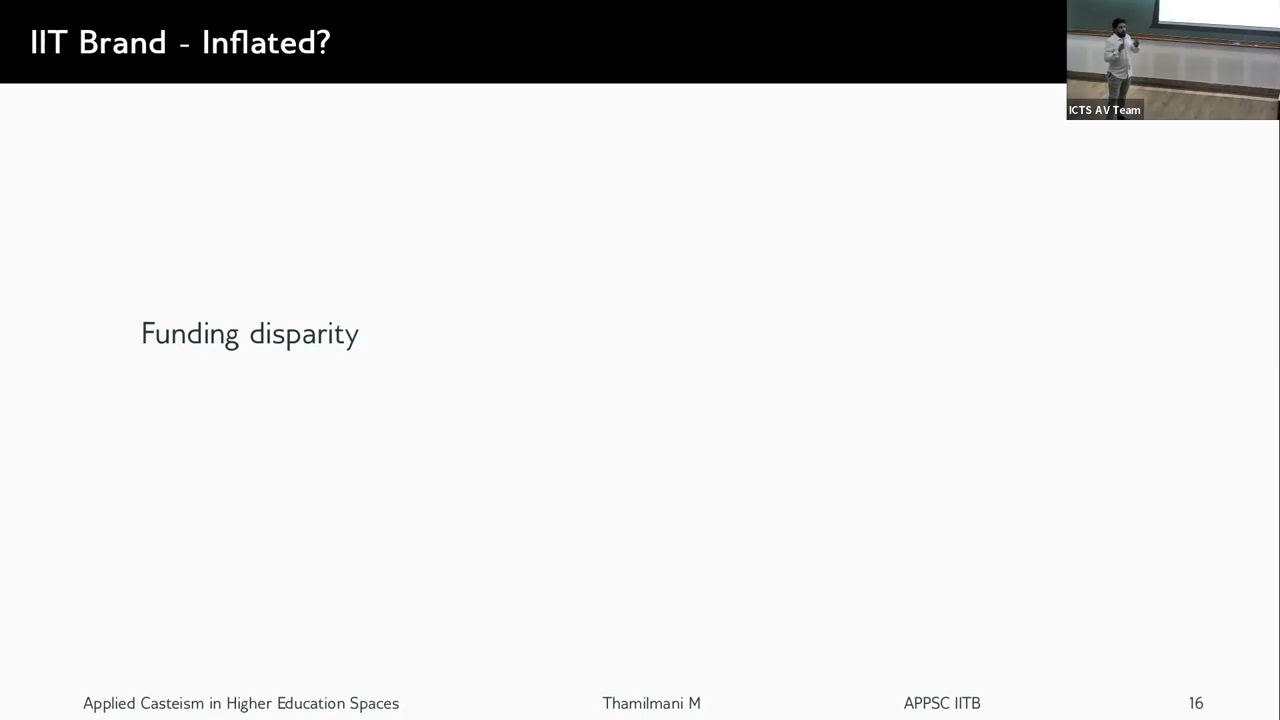 IIT Brand - Inflated?
ICTS AV Team
Funding disparity
Applied Casteism in Higher Education Spaces Thamilmani M APPSC IITB 16